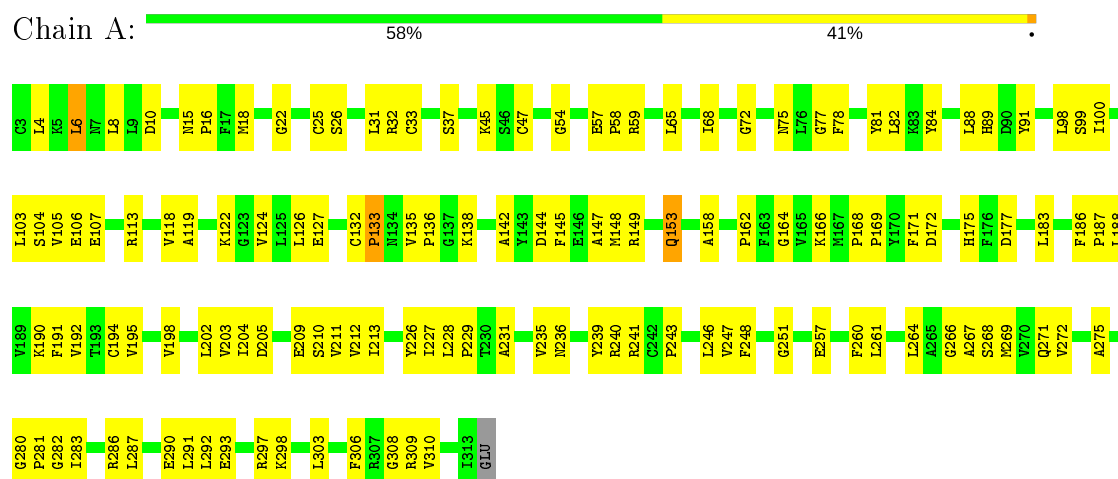 Chain A:
58% 41% •
C3 L4 K5 L6 N7 L8 L9 D10 N15 P16 F17 M18 G22 C25 S26 L31 R32 C33 S37 K45 S46 C47 G54 E57 P58 R59 L65 I68 G72 N75 L76 G77 F78 Y81 L82 K83 Y84 L88 H89 D90 Y91 L98 S99 I100
L103 S104 V105 E106 E107 R113 V118 A119 K122 G123 V124 L125 L126 E127 C132 P133 N134 V135 P136 G137 K138 A142 Y143 D144 F145 E146 A147 M148 R149 Q153 A158 P162 F163 G164 V165 K166 M167 P168 P169 Y170 F171 D172 H175 F176 D177 L183 F186 P187 L188
V189 K190 F191 V192 T193 C194 V195 V198 L202 V203 I204 D205 E209 S210 V211 V212 I213 Y226 I227 L228 P229 T230 A231 V235 N236 Y239 R240 R241 C242 P243 L246 V247 F248 G251 E257 F260 L261 L264 A265 G266 A267 S268 M269 V270 Q271 V272 A275
G280 P281 G282 I283 R286 L287 E290 L291 L292 E293 R297 K298 L303 F306 R307 G308 R309 V310 I313 GLU